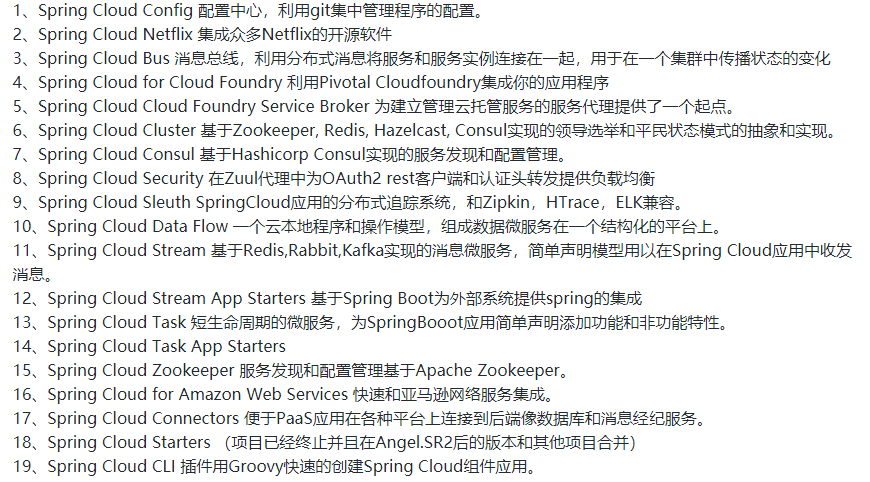 1、Spring Cloud Config 配置中心，利用git集中管理程序的配置。
2、Spring Cloud Netflix 集成众多Netflix的开源软件
3、Spring Cloud Bus 消息总线，利用分布式消息将服务和服务实例连接在一起，用于在一个集群中传播状态的变化
4、Spring Cloud for Cloud Foundry 利用Pivotal Cloudfoundry集成你的应用程序
5、Spring Cloud Cloud Foundry Service Broker 为建立管理云托管服务的服务代理提供了一个起点。
6、Spring Cloud Cluster 基于Zookeeper, Redis, Hazelcast, Consul实现的领导选举和平民状态模式的抽象和实现。
7、Spring Cloud Consul 基于Hashicorp Consul实现的服务发现和配置管理。
8、Spring Cloud Security 在Zuul代理中为OAuth2 rest客户端和认证头转发提供负载均衡
9、Spring Cloud Sleuth SpringCloud应用的分布式追踪系统，和Zipkin，HTrace，ELK兼容。
10、Spring Cloud Data Flow 一个云本地程序和操作模型，组成数据微服务在一个结构化的平台上。
11、Spring Cloud Stream 基于Redis,Rabbit,Kafka实现的消息微服务，简单声明模型用以在Spring Cloud应用中收发
消息。
12、Spring Cloud Stream App Starters 基于Spring Boot为外部系统提供spring的集成
13、Spring Cloud Task 短生命周期的微服务，为SpringBooot应用简单声明添加功能和非功能特性。
14、Spring Cloud Task App Starters
15、Spring Cloud Zookeeper 服务发现和配置管理基于Apache Zookeeper。
16、Spring Cloud for Amazon Web Services 快速和亚马逊网络服务集成。
17、Spring Cloud Connectors 便于PaaS应用在各种平台上连接到后端像数据库和消息经纪服务。
18、Spring Cloud Starters （项目已经终止并且在Angel.SR2后的版本和其他项目合并）
19、Spring Cloud CLI 插件用Groovy快速的创建Spring Cloud组件应用。